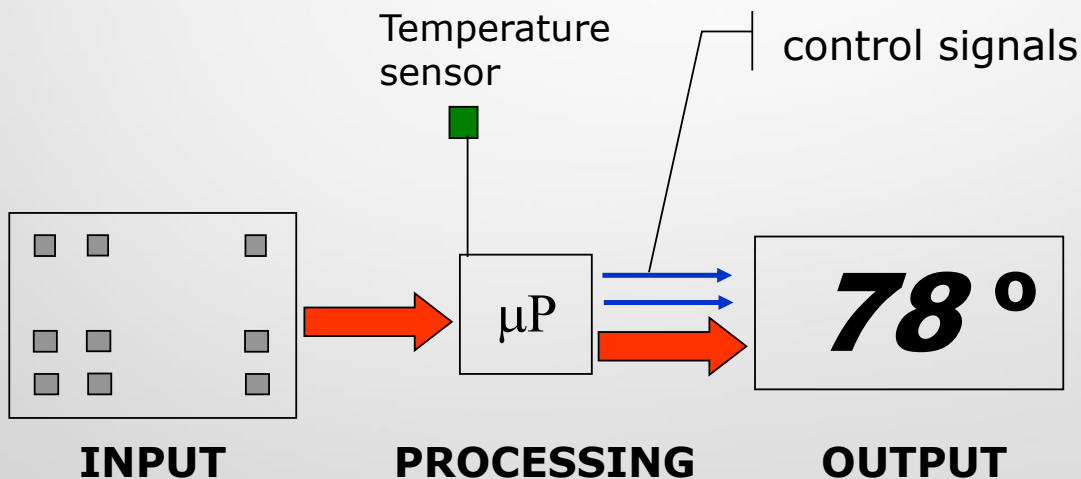 Temperature
sensor
control signals
μP
78°
INPUT
PROCESSING
OUTPUT